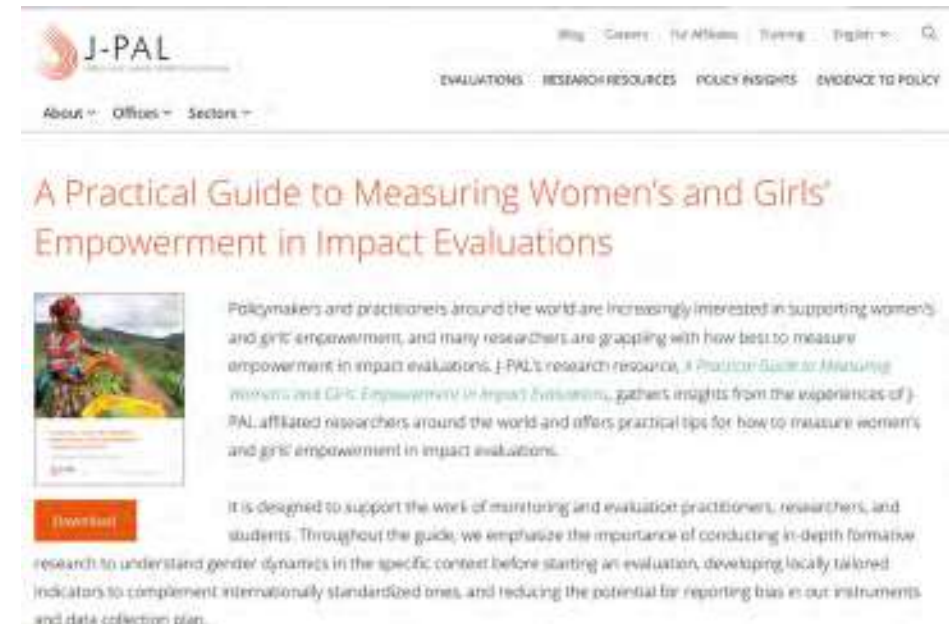 J-PAL
Blog Careers For Affiliates Training English
EVALUATIONS RESEARCH RESOURCES POLICY INSIGHTS EVIDENCE TO POLICY
About Offices Sectors
A Practical Guide to Measuring Women's and Girls'
Empowerment in Impact Evaluations
Policymakers and practitioners around the world are increasingly interested in supporting women's
and girls' empowerment, and many researchers are grappling with how best to measure
empowerment in impact evaluations. J-PAL's research resource, A Practical Guide to Measuring
Women's and Girls' Empowerment in Impact Evaluations, gathers insights from the experiences of J-
PAL affiliated researchers around the world and offers practical tips for how to measure women's
and girls' empowerment in impact evaluations.
Download
It is designed to support the work of monitoring and evaluation practitioners, researchers, and
students. Throughout the guide, we emphasize the importance of conducting in-depth formative
research to understand gender dynamics in the specific context before starting an evaluation, developing locally tailored
indicators to complement internationally standardized ones, and reducing the potential for reporting bias in our instruments
and data collection plan.